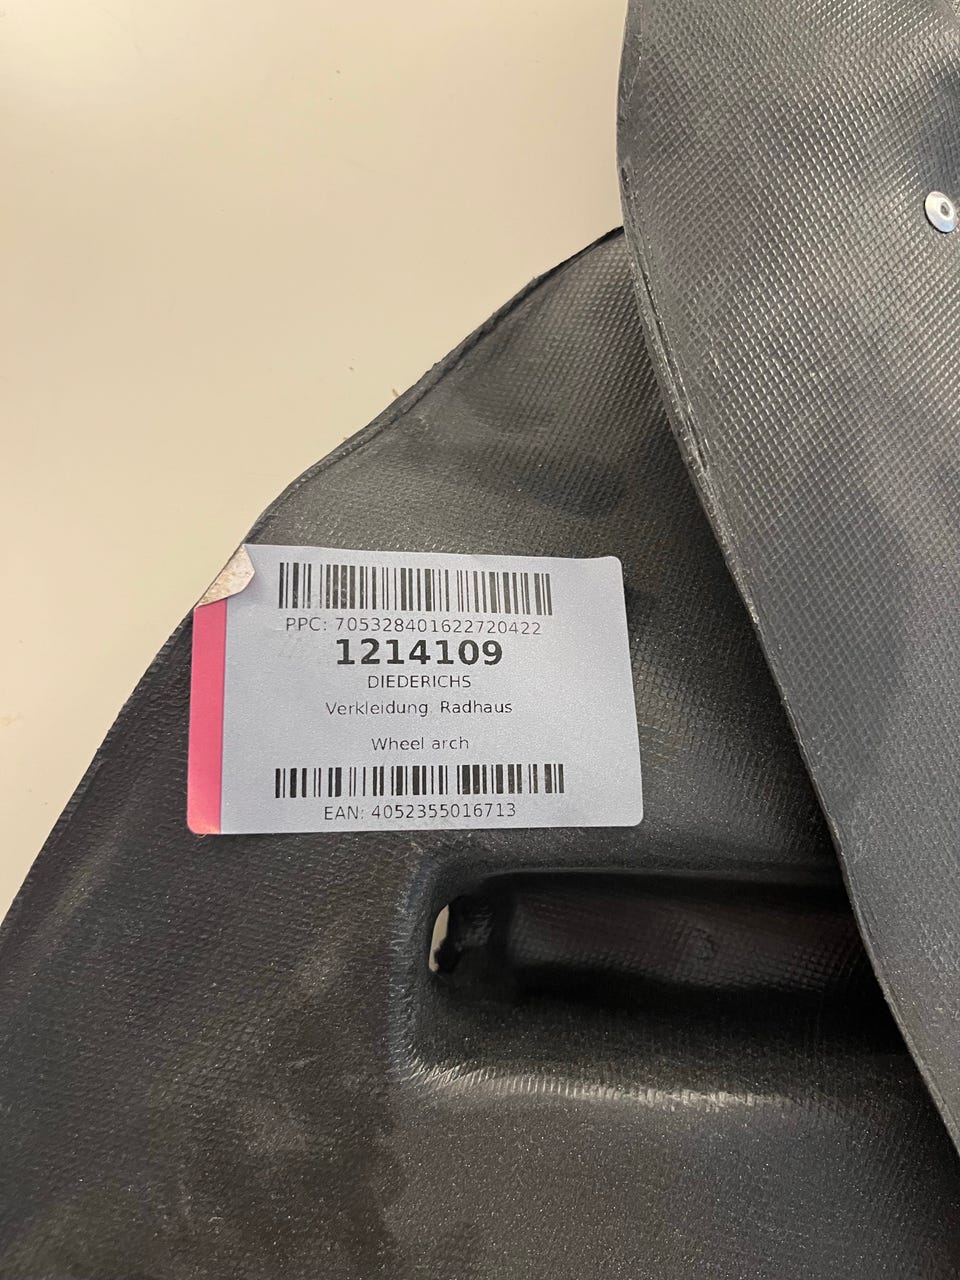 PPC: 705328401622720422
1214109
DIEDERICHS
Verkleidung, Radhaus
Wheel arch
EAN: 4052355016713